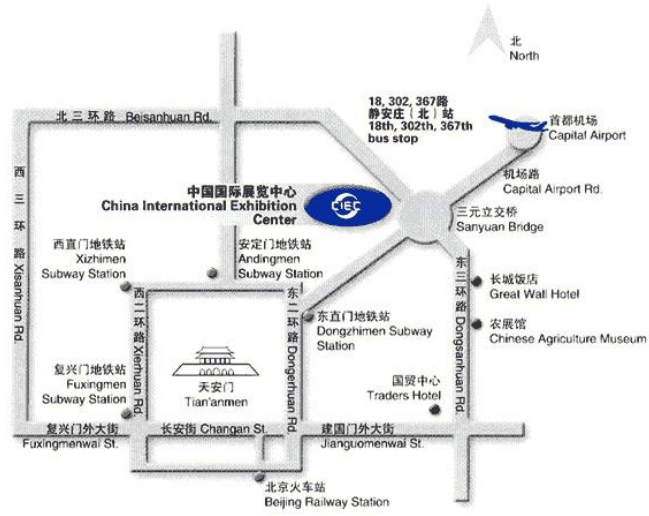 北
North
18, 302, 367路
静安庄（北）站
18th, 302th, 367th
bus stop
首都机场
Capital Airport
北三环路 Beisanhuan Rd.
机场路
Capital Airport Rd.
中国国际展览中心
China International Exhibition
Center
CIEC
三元立交桥
Sanyuan Bridge
西三环路 Xisanhuan Rd.
西直门地铁站
Xizhimen
Subway Station
安定门地铁站
Andingmen
Subway Station
东三环路 Dongsanhuan Rd.
长城饭店
Great Wall Hotel
西二环路 Xierhuan Rd.
东二环路 Dongerhuan Rd.
东直门地铁站
Dongzhimen Subway
Station
农展馆
Chinese Agriculture Museum
复兴门地铁站
Fuxingmen
Subway Station
天安门
Tian'anmen
国贸中心
Traders Hotel
复兴门外大街
Fuxingmenwai St.
长安街 Changan St.
建国门外大街
Jianguomenwai St.
北京火车站
Beijing Railway Station